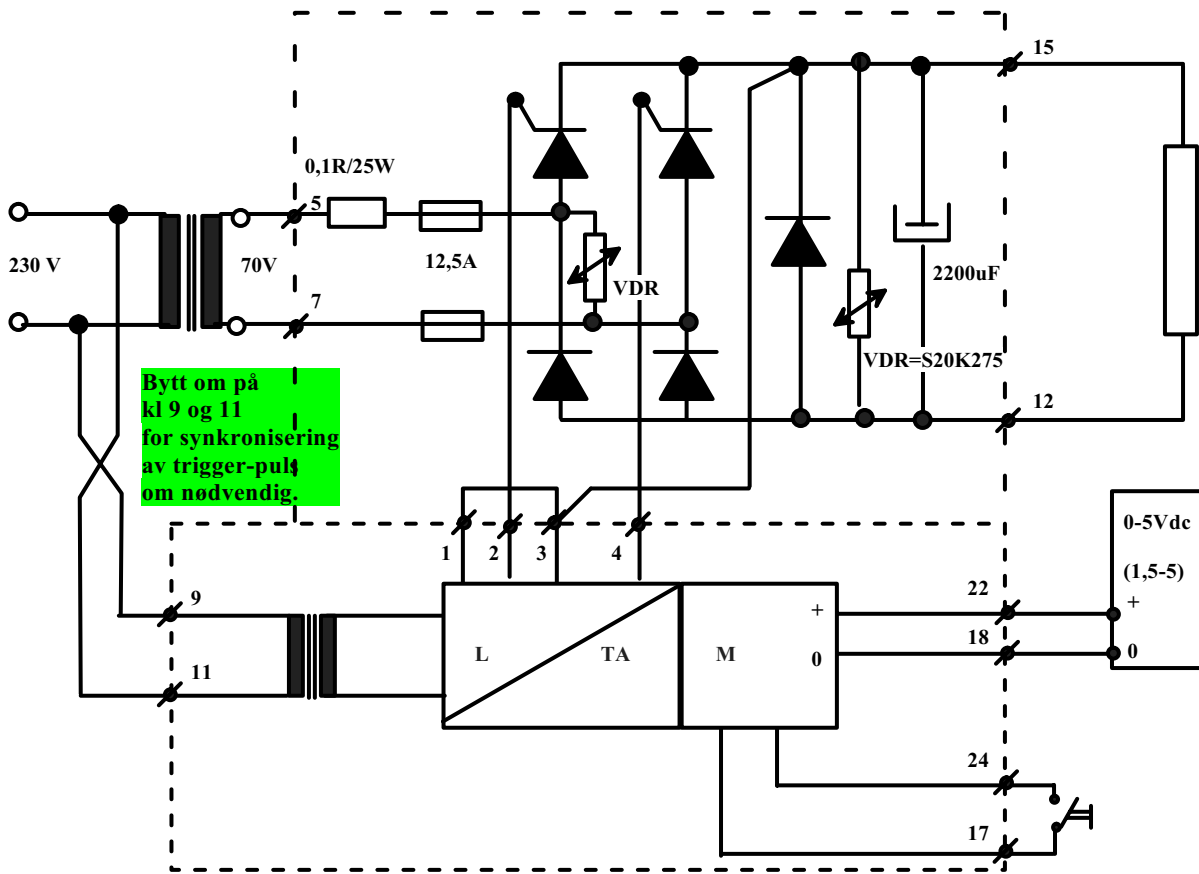 15
0,1R/25W
5
230 V
70V
12,5A
VDR
2200uF
7
VDR=S20K275
12
Bytt om på
kl 9 og 11
for synkronisering
av trigger-puls
om nødvendig.
1
2
3
4
0-5Vdc
(1,5-5)
+
0
9
22
+
18
0
L
TA
M
11
24
17